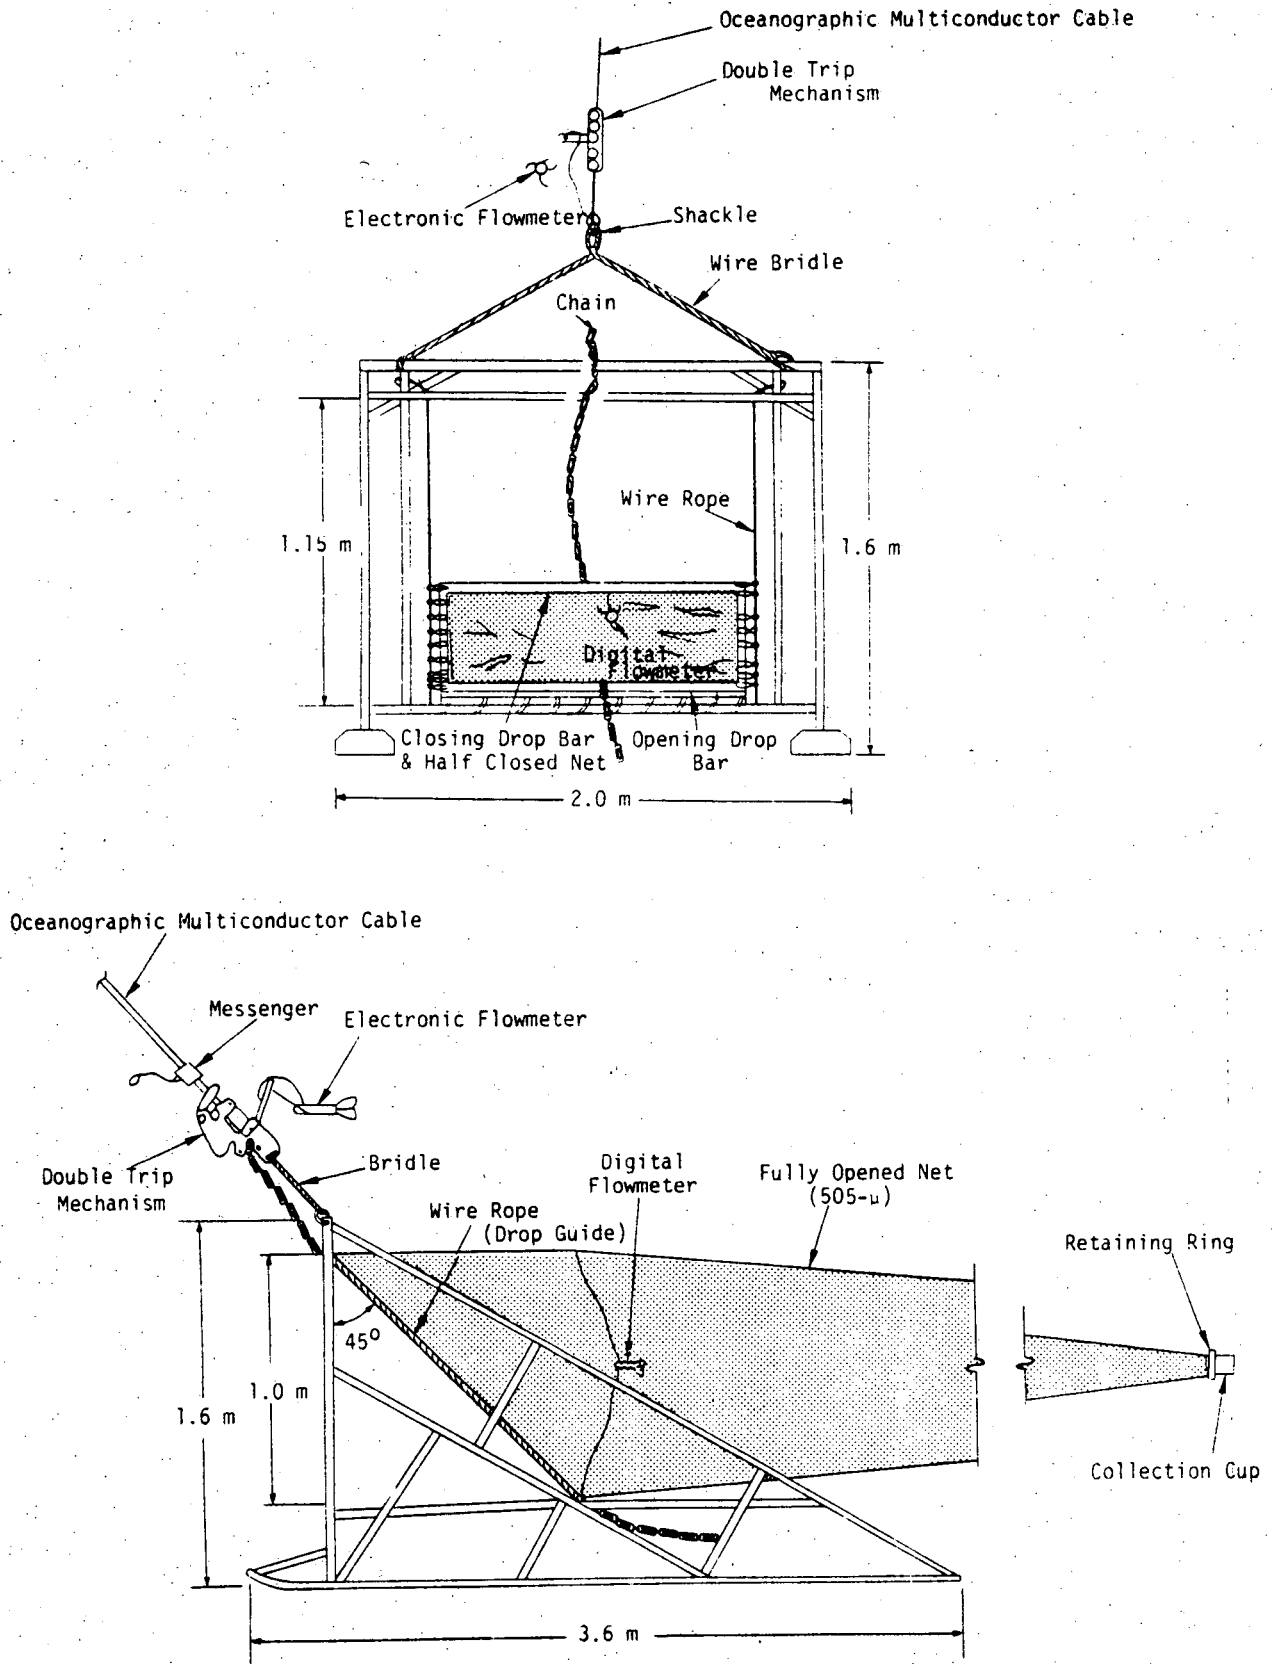 Oceanographic Multiconductor Cable
Double Trip
Mechanism
Electronic Flowmeter
Shackle
Wire Bridle
Chain
Wire Rope
1.15 m
1.6 m
Digital
Flowmeter
Closing Drop Bar
& Half Closed Net
Opening Drop
Bar
2.0 m
Oceanographic Multiconductor Cable
Messenger
Electronic Flowmeter
Double Trip
Mechanism
Bridle
Digital
Flowmeter
Fully Opened Net
(505-μ)
Wire Rope
(Drop Guide)
Retaining Ring
45°
1.0 m
1.6 m
Collection Cup
3.6 m